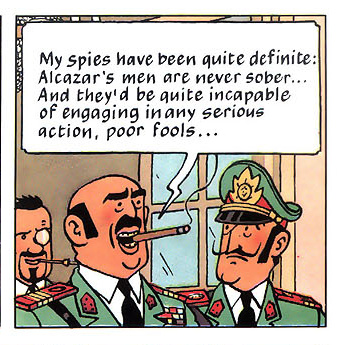 My spies have been quite definite:
Alcazar's men are never sober...
And they'd be quite incapable
of engaging in any serious
action, poor fools...